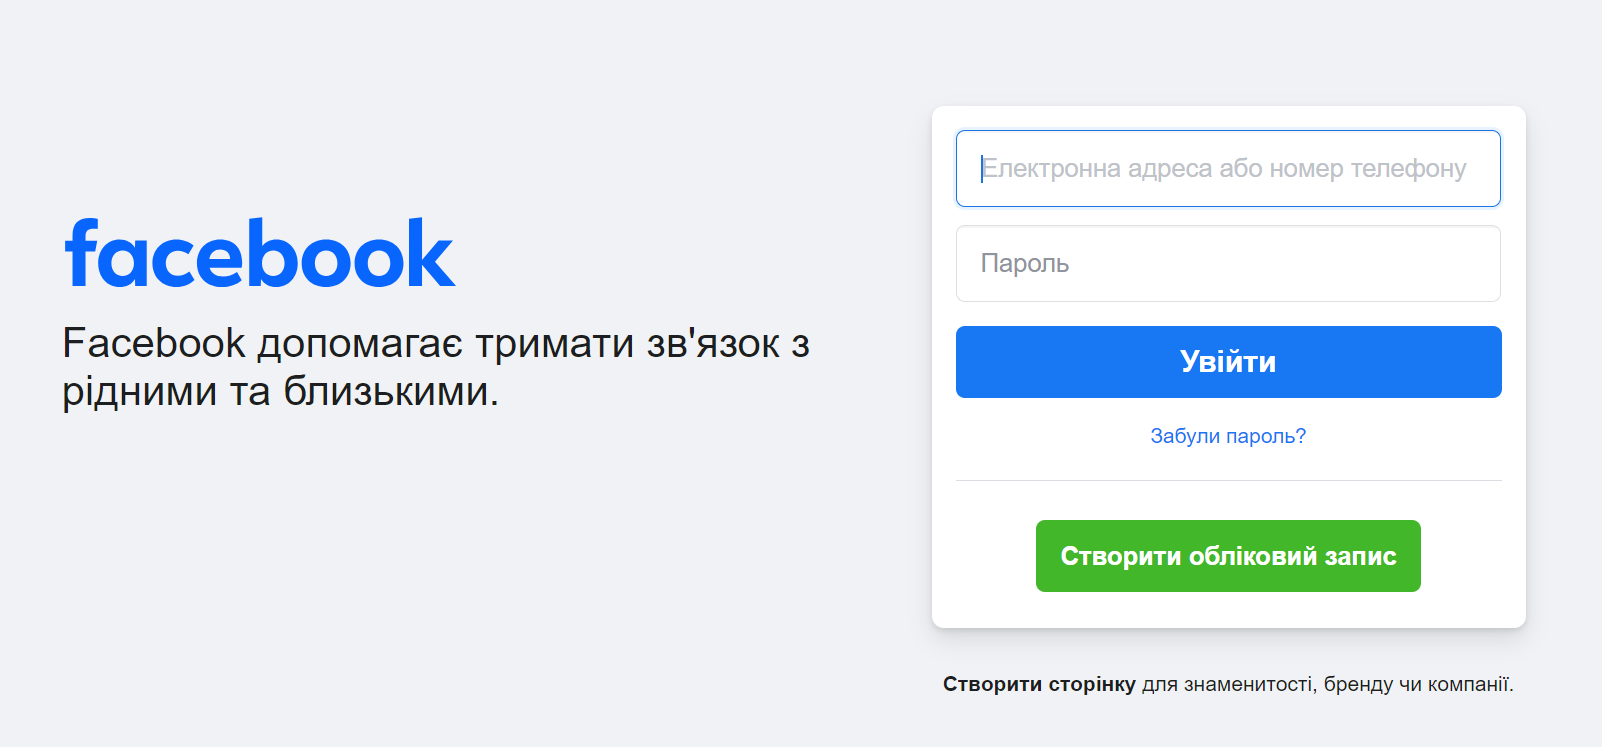 facebook
Facebook допомагає тримати зв'язок з
рідними та близькими.
Електронна адреса або номер телефону
Пароль
Увійти
Забули пароль?
Створити обліковий запис
Створити сторінку для знаменитості, бренду чи компанії.